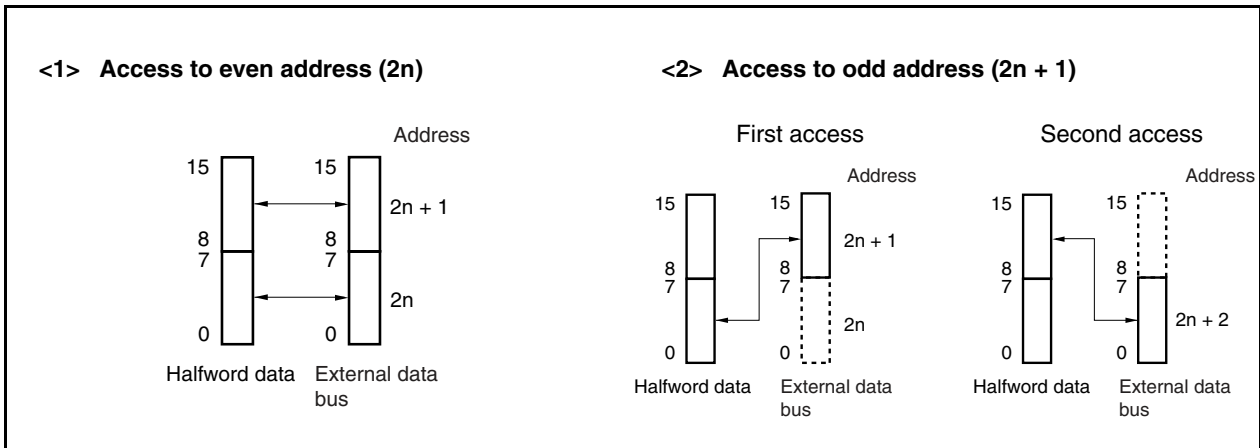 <1> Access to even address (2n)
<2> Access to odd address (2n + 1)
Address
15
15
2n + 1
8
8
7
7
2n
0
0
Halfword data
External data
bus
First access
Address
15
15
2n + 1
8
8
7
7
2n
0
0
Halfword data
External data
bus
Second access
Address
15
15
8
8
7
7
2n + 2
0
0
Halfword data
External data
bus